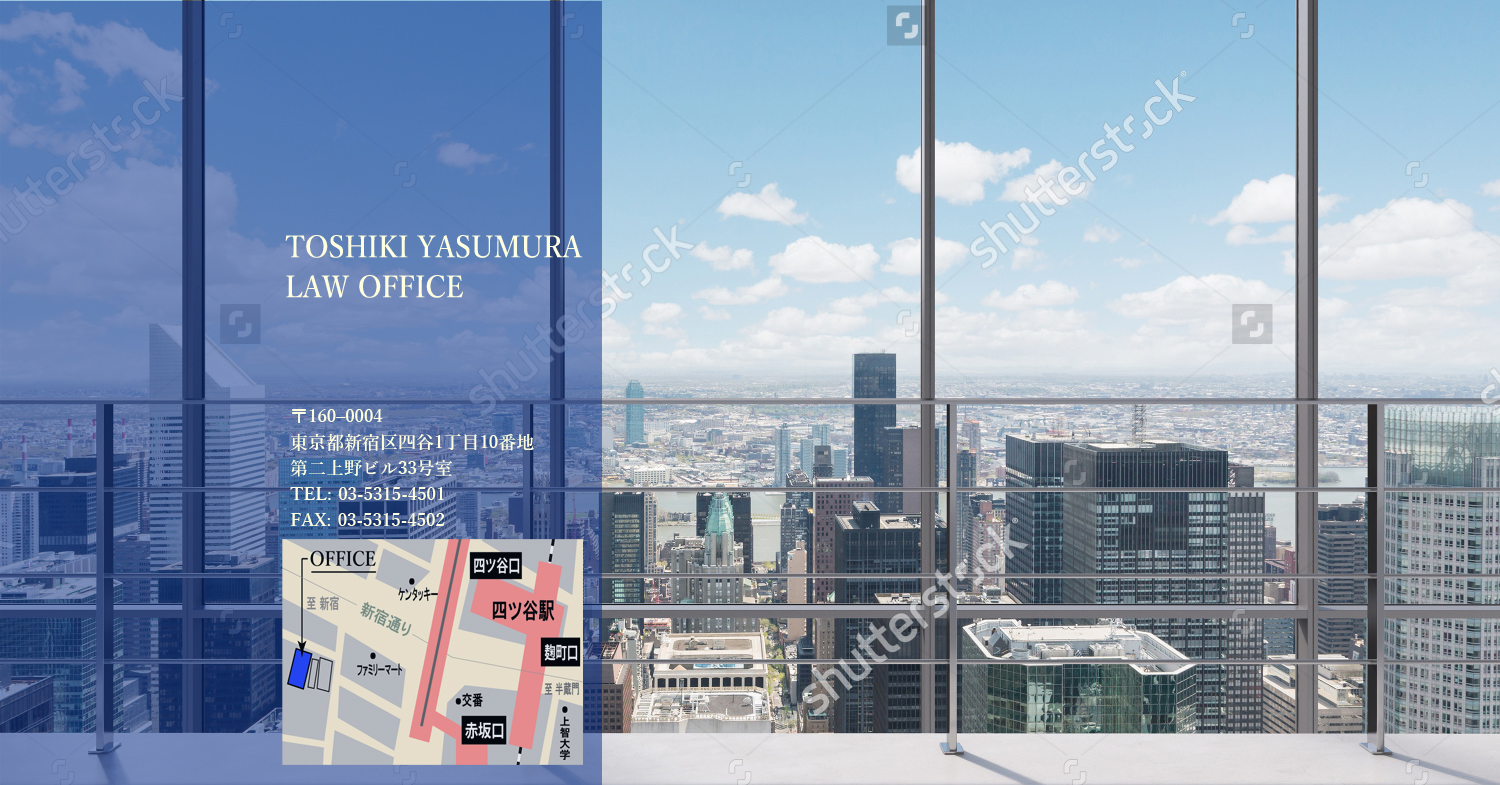 TOSHIKI YASUMURA
LAW OFFICE
〒160–0004
東京都新宿区四谷1丁目10番地
第二上野ビル33号室
TEL: 03-5315-4501
FAX: 03-5315-4502
OFFICE
四ツ谷口
ケンタッキー
至 新宿
新宿通り
四ツ谷駅
麹町口
ファミリーマート
至 半蔵門
交番
赤坂口
上智大学
shutterstock
shutterstock
shutterstock
shutterstock